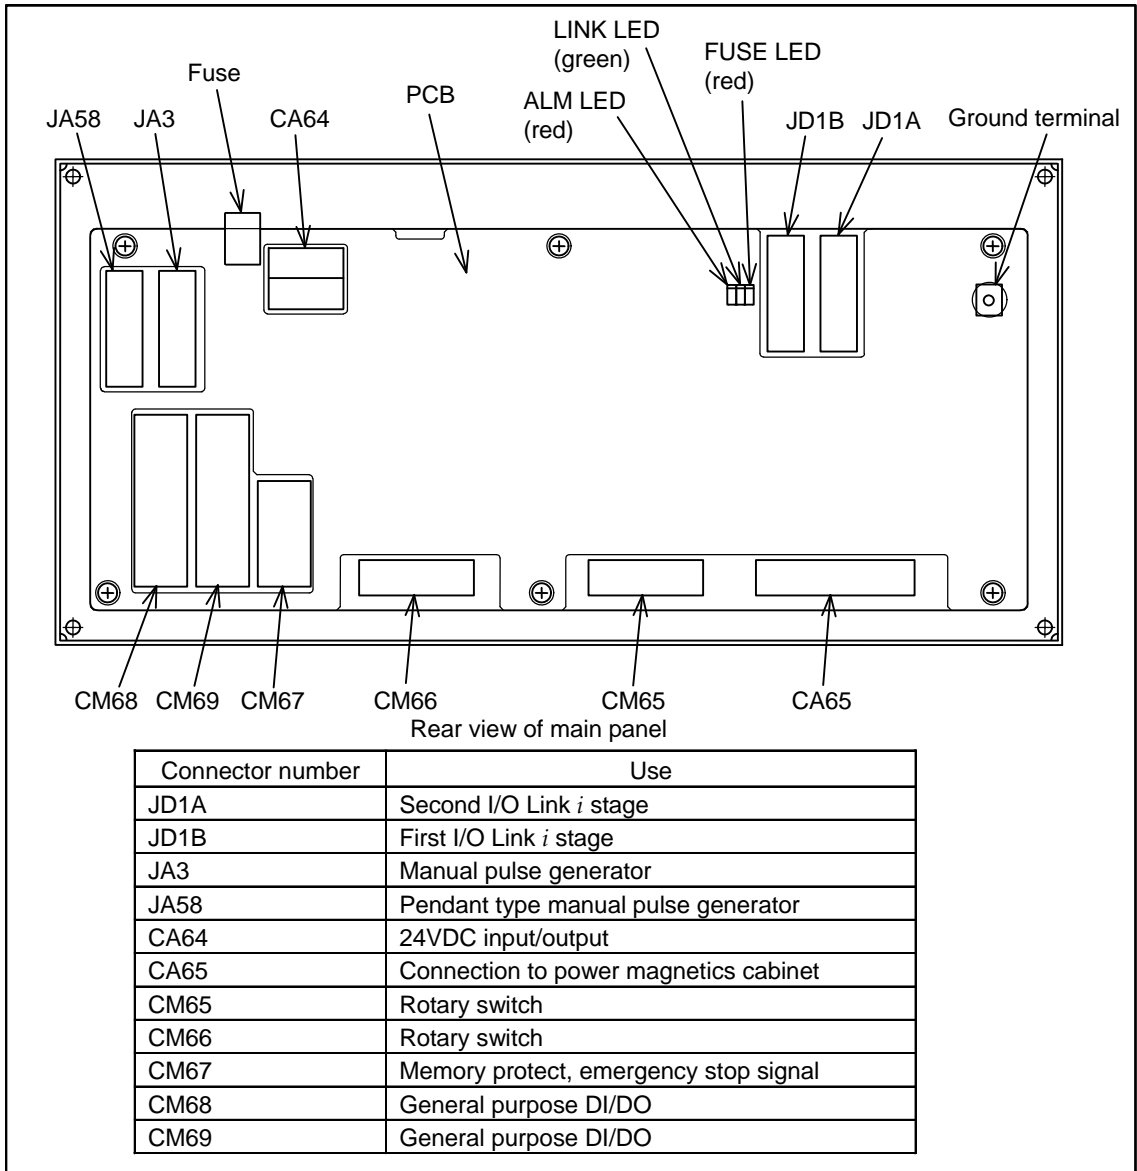 LINK LED
(green)
FUSE LED
(red)
Fuse
PCB
ALM LED
(red)
JA58
JA3
CA64
JD1B
JD1A
Ground terminal
CM68
CM69
CM67
CM66
CM65
CA65
Rear view of main panel
Connector number Use
JD1A Second I/O Link i stage
JD1B First I/O Link i stage
JA3 Manual pulse generator
JA58 Pendant type manual pulse generator
CA64 24VDC input/output
CA65 Connection to power magnetics cabinet
CM65 Rotary switch
CM66 Rotary switch
CM67 Memory protect, emergency stop signal
CM68 General purpose DI/DO
CM69 General purpose DI/DO